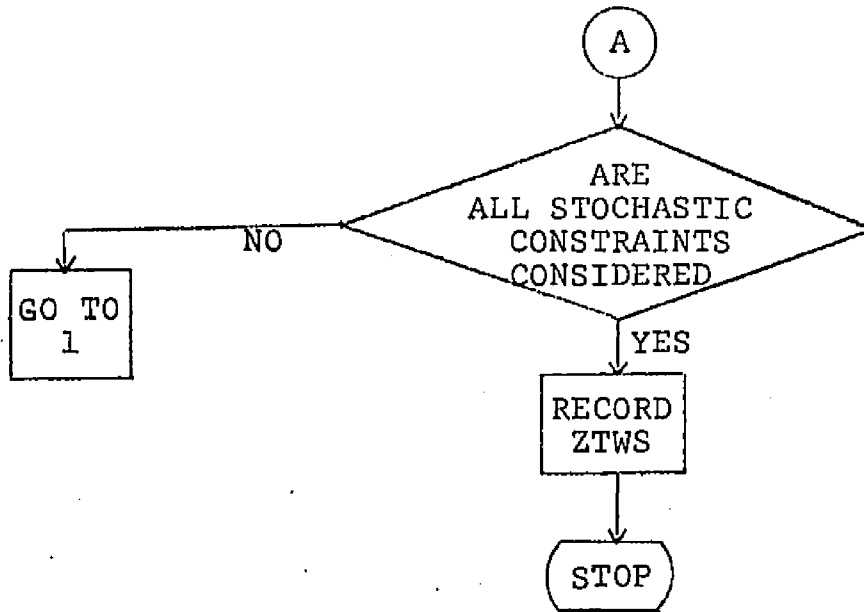 A
ARE
ALL STOCHASTIC
CONSTRAINTS
CONSIDERED
NO
GO TO
1
YES
RECORD
ZTWS
STOP